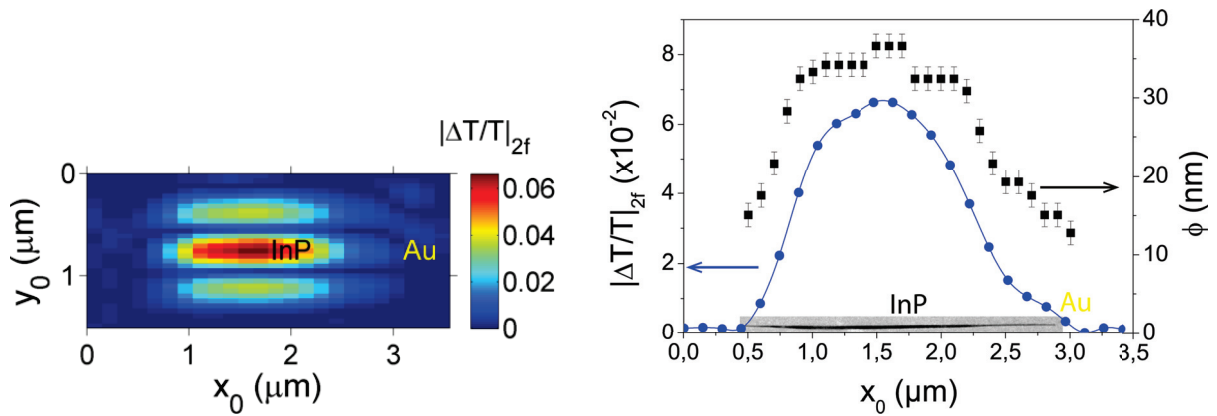 |ΔT/T|2f
0
1
y0 (μm)
InP
Au
0.06
0.04
0.02
0
0 1 2 3
x0 (μm)
8
6
4
2
0
|ΔT/T|2f (x10-2)
40
30
20
10
0
ϕ (nm)
InP
Au
0,0 0,5 1,0 1,5 2,0 2,5 3,0 3,5
x0 (μm)